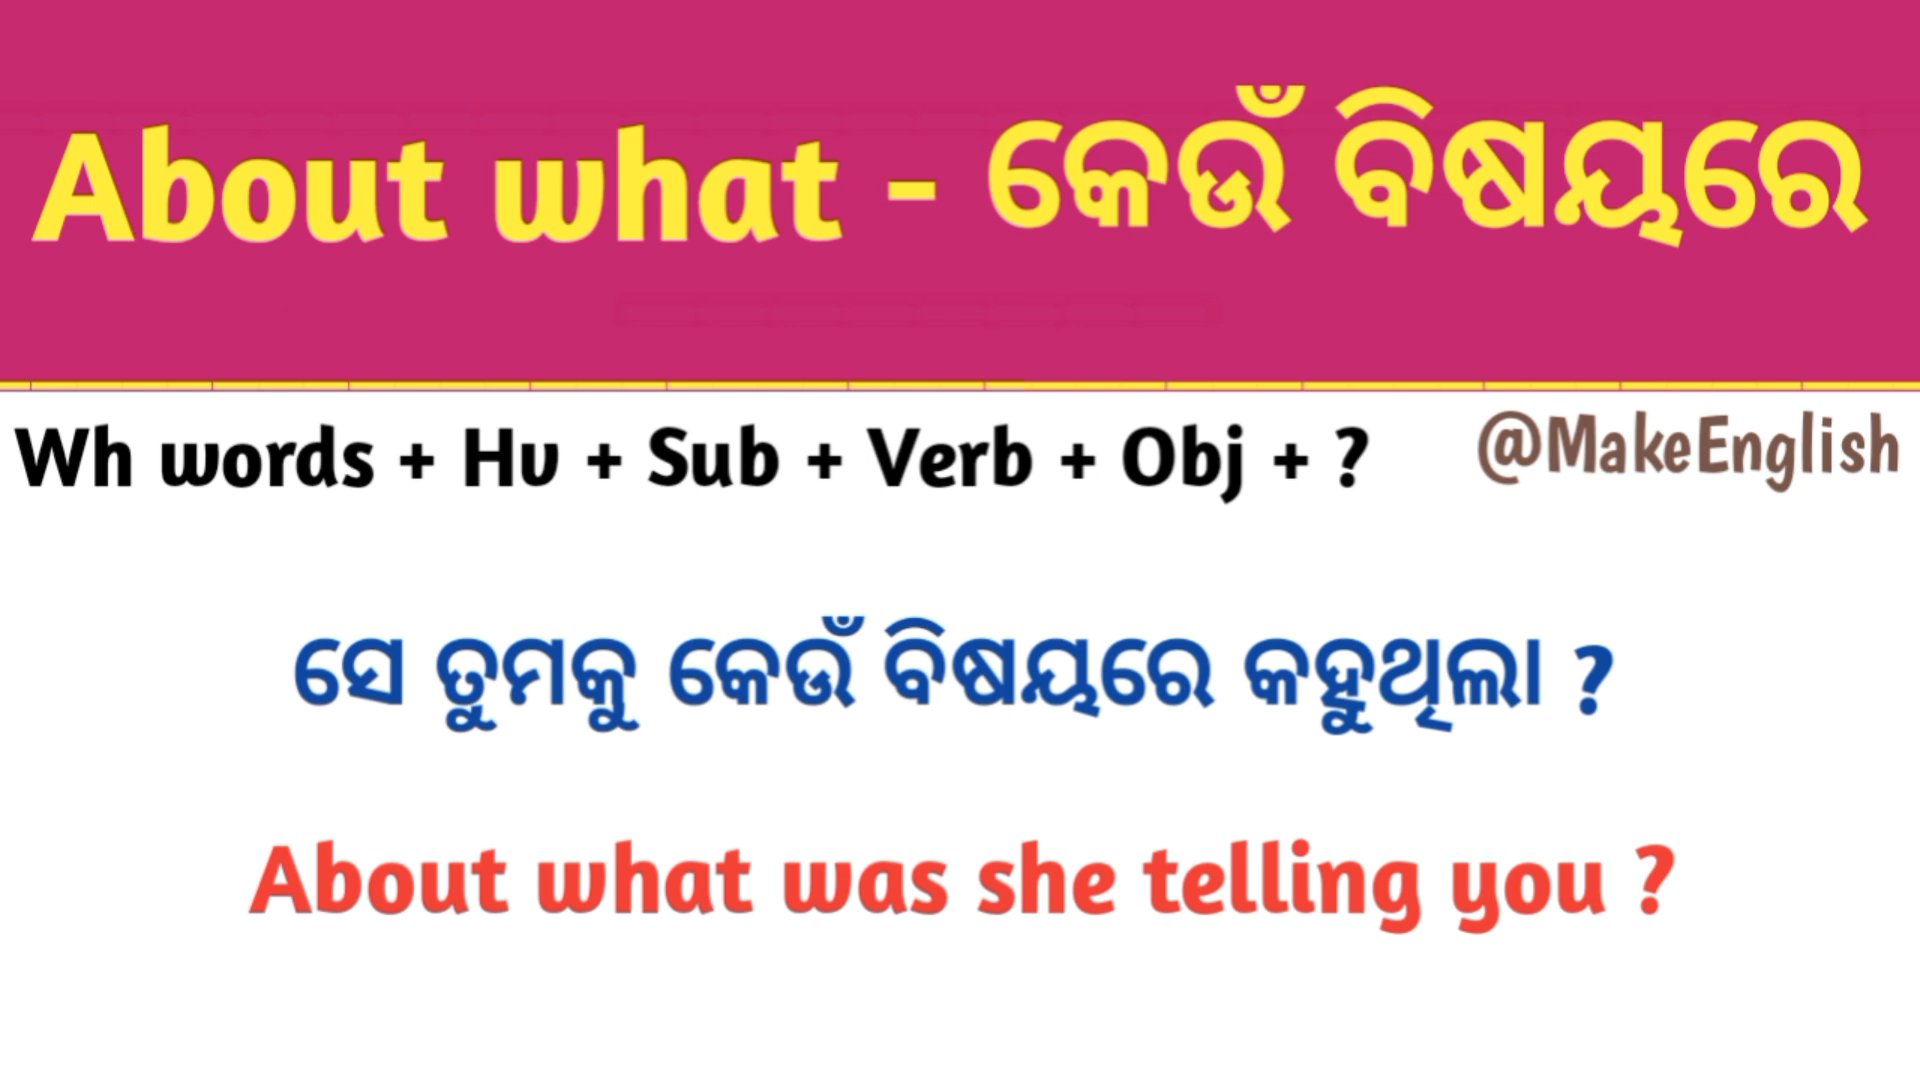 About what - କେଉଁ ବିଷୟରେ
Wh words + Hv + Sub + Verb + Obj + ? @MakeEnglish
ସେ ତୁମକୁ କେଉଁ ବିଷୟରେ କହୁଥିଲା ?
About what was she telling you ?